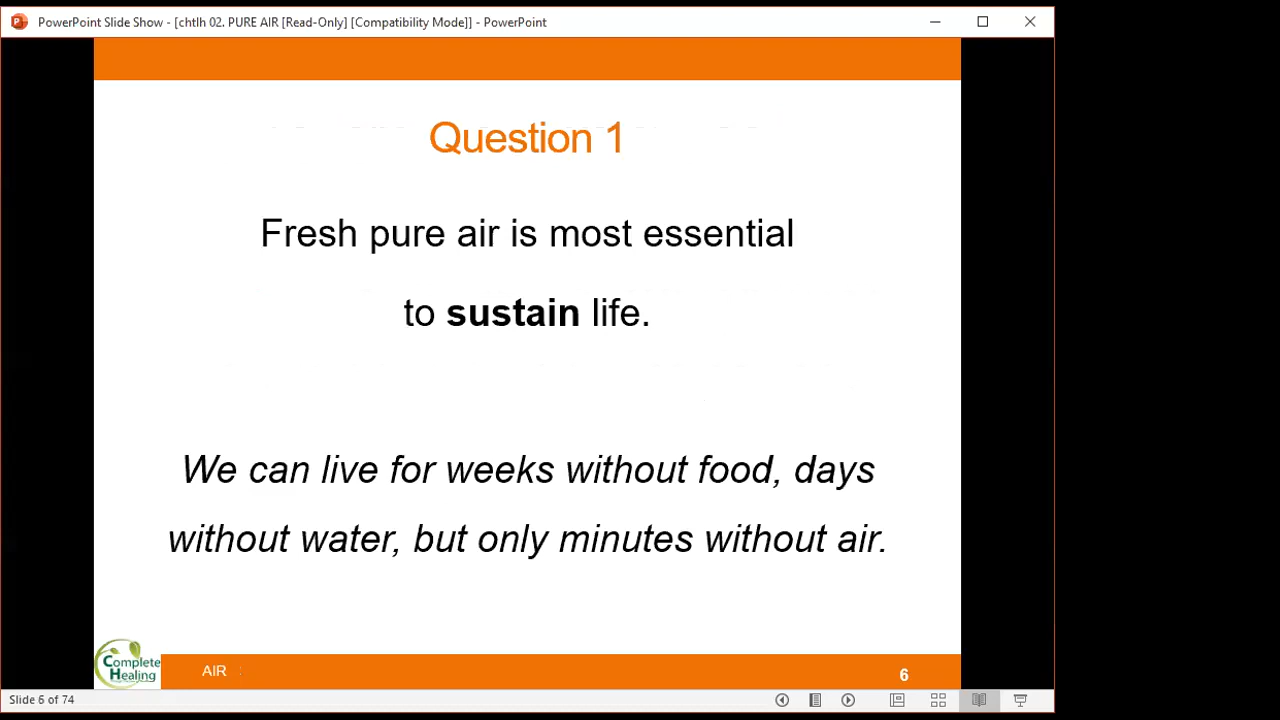 PowerPoint Slide Show - [chtlh 02. PURE AIR [Read-Only] [Compatibility Mode]] - PowerPoint
Question 1
Fresh pure air is most essential
to sustain life.
We can live for weeks without food, days
without water, but only minutes without air.
Complete
Healing
AIR
6
Slide 6 of 74